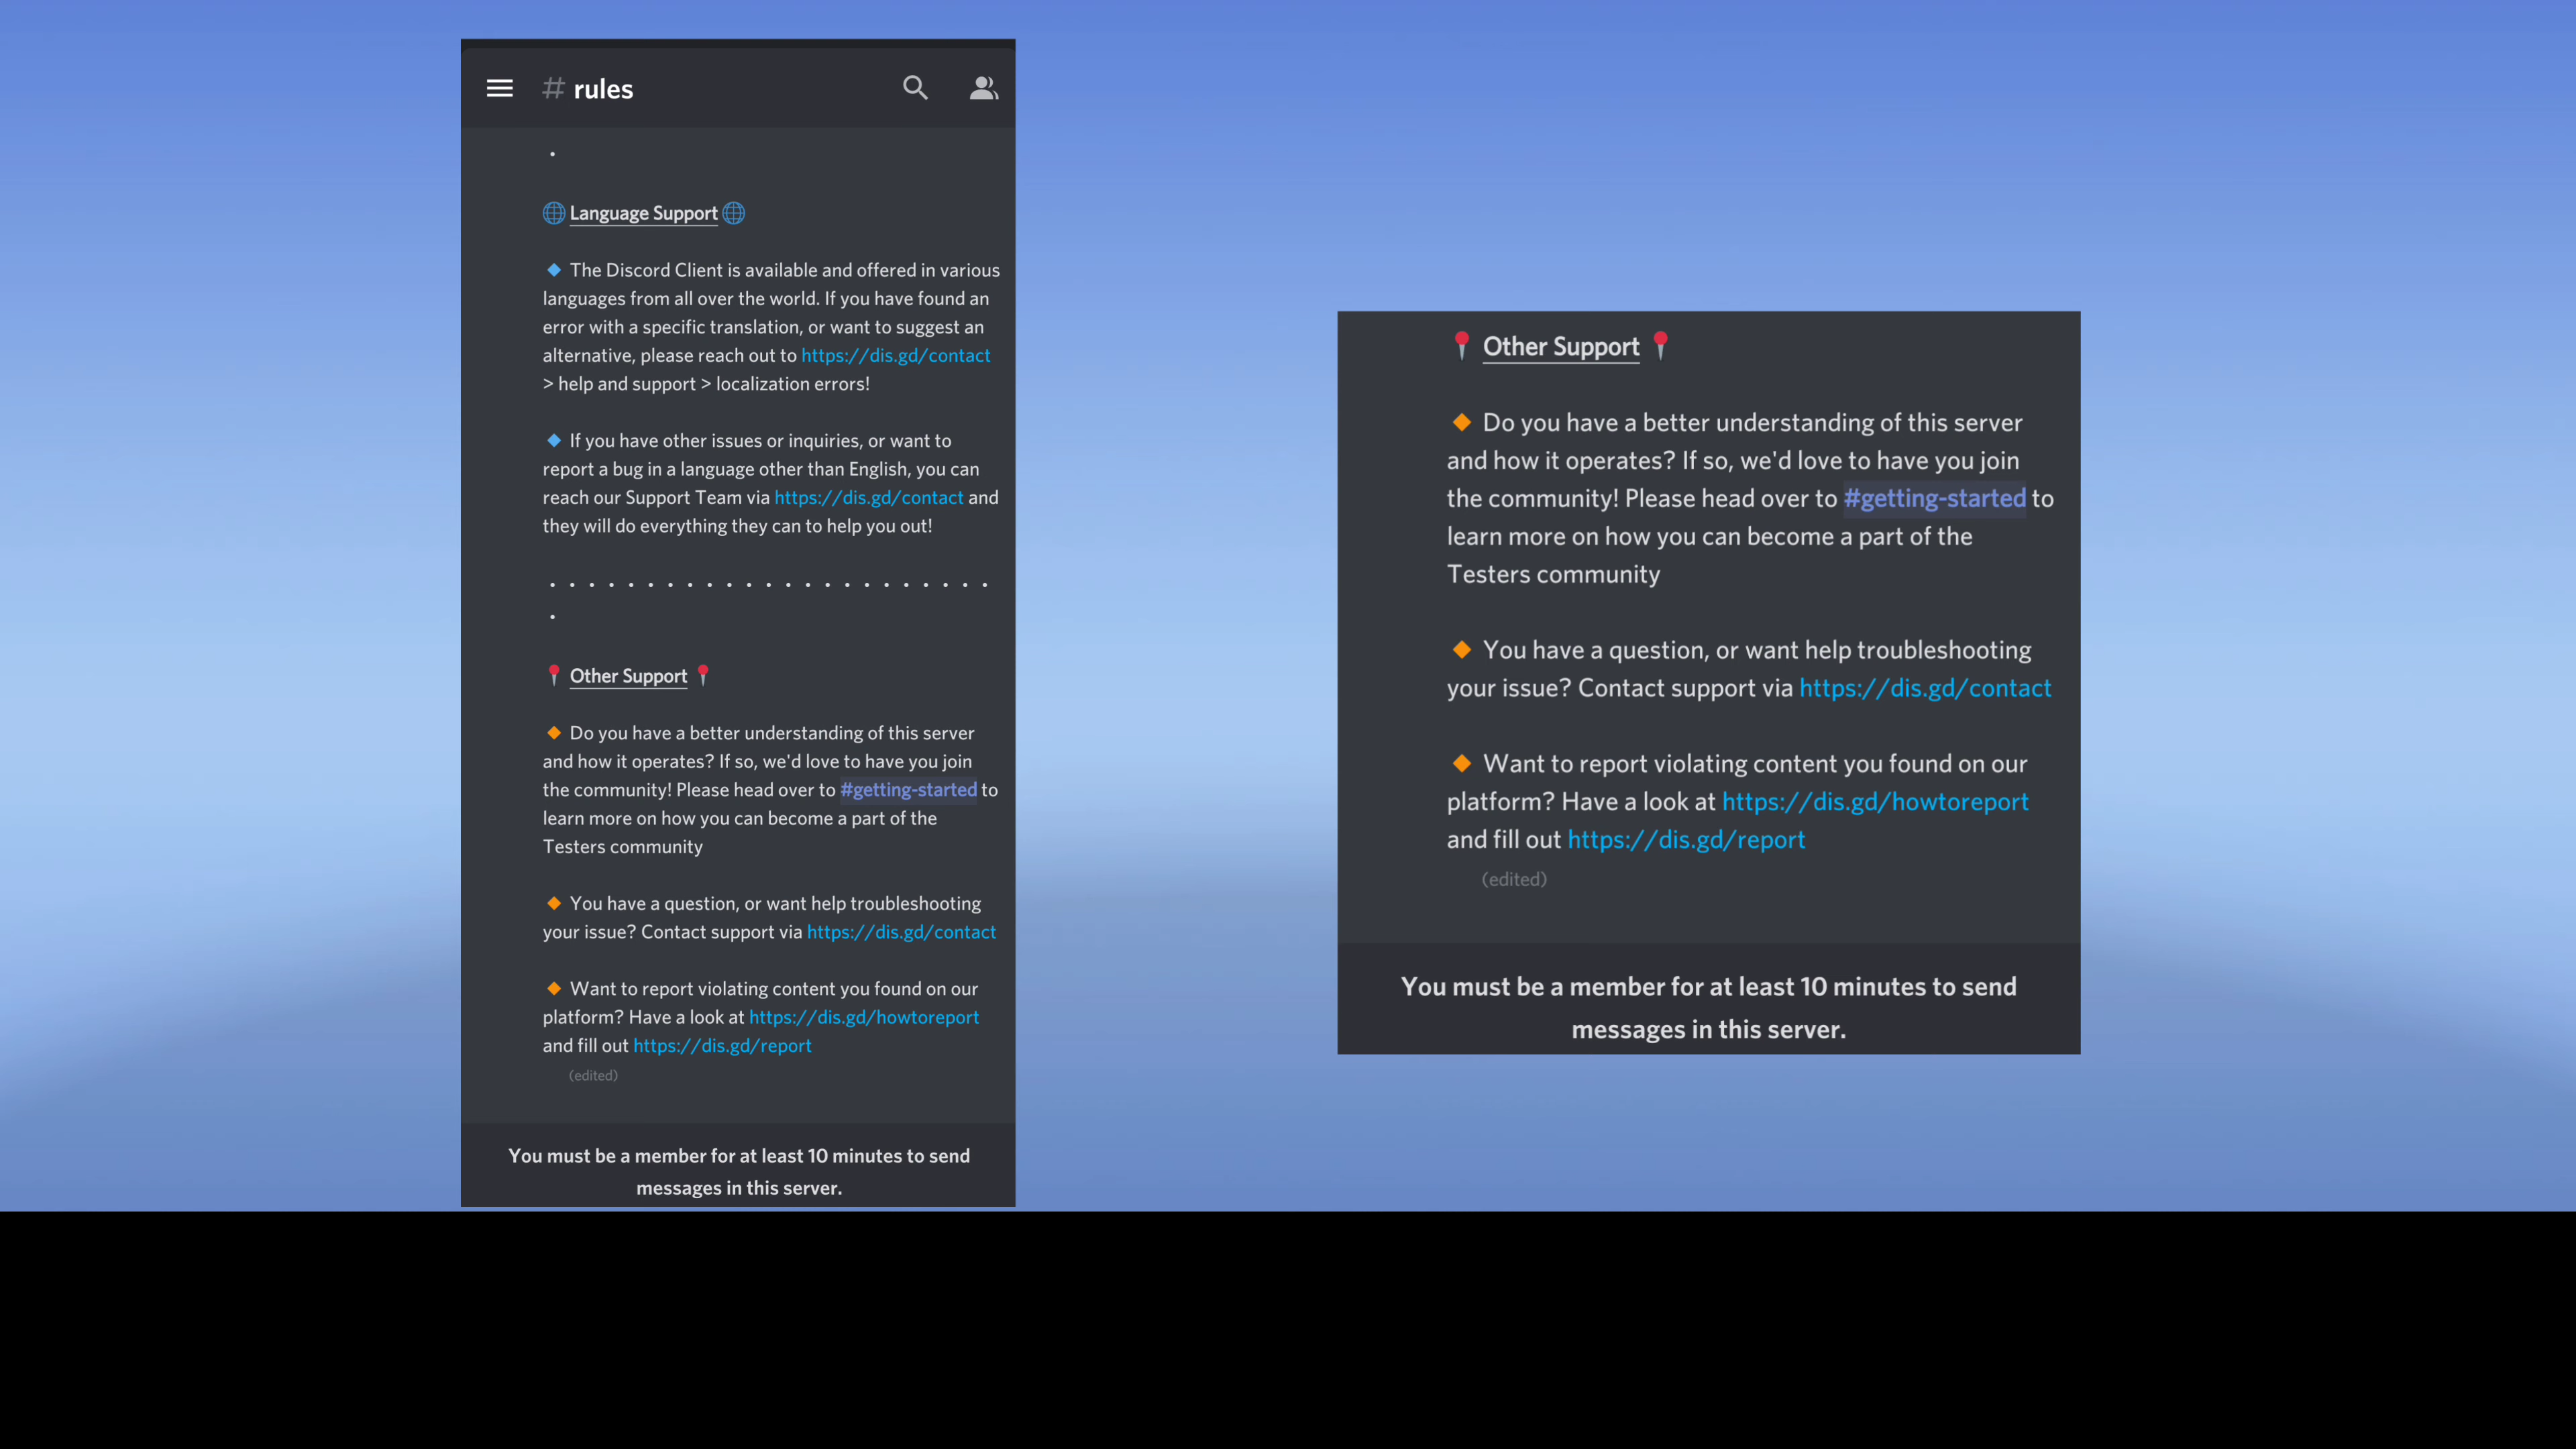 # rules
.
🌐 Language Support 🌐
🔹 The Discord Client is available and offered in various
languages from all over the world. If you have found an
error with a specific translation, or want to suggest an
alternative, please reach out to https://dis.gd/contact
> help and support > localization errors!
🔹 If you have other issues or inquiries, or want to
report a bug in a language other than English, you can
reach our Support Team via https://dis.gd/contact and
they will do everything they can to help you out!
. . . . . . . . . . . . . . . . . . . . . . .
.
📍 Other Support 📍
🔸 Do you have a better understanding of this server
and how it operates? If so, we'd love to have you join
the community! Please head over to #getting-started to
learn more on how you can become a part of the
Testers community
🔸 You have a question, or want help troubleshooting
your issue? Contact support via https://dis.gd/contact
🔸 Want to report violating content you found on our
platform? Have a look at https://dis.gd/howtoreport
and fill out https://dis.gd/report
(edited)
You must be a member for at least 10 minutes to send
messages in this server.
📍 Other Support 📍
🔸 Do you have a better understanding of this server
and how it operates? If so, we'd love to have you join
the community! Please head over to #getting-started to
learn more on how you can become a part of the
Testers community
🔸 You have a question, or want help troubleshooting
your issue? Contact support via https://dis.gd/contact
🔸 Want to report violating content you found on our
platform? Have a look at https://dis.gd/howtoreport
and fill out https://dis.gd/report
(edited)
You must be a member for at least 10 minutes to send
messages in this server.